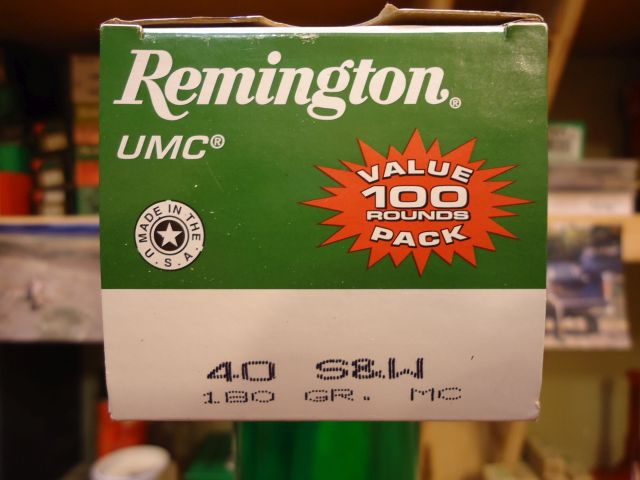 Remington®
UMC®
VALUE
100
ROUNDS
PACK
MADE IN THE
U.S.A.
40 S&W
180 GR. MC